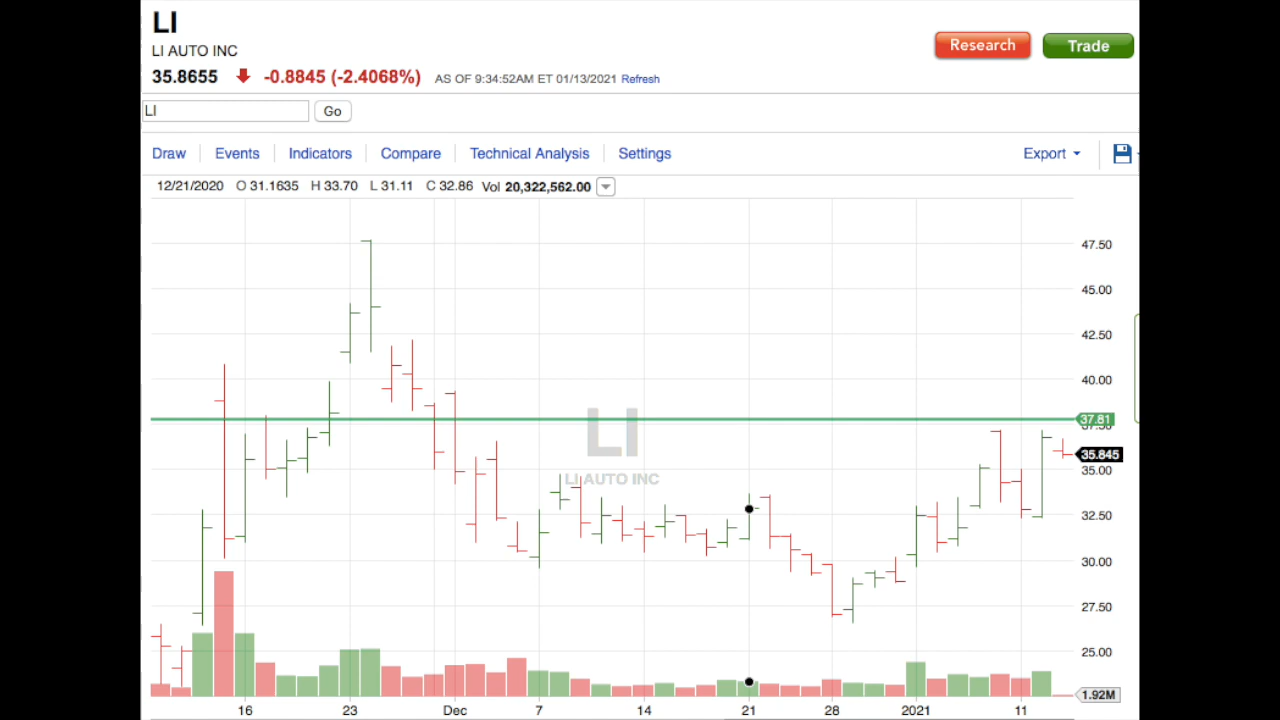 LI
LI AUTO INC
35.8655 -0.8845 (-2.4068%) AS OF 9:34:52AM ET 01/13/2021 Refresh
Research Trade
LI Go
Draw Events Indicators Compare Technical Analysis Settings Export
12/21/2020 O 31.1635 H 33.70 L 31.11 C 32.86 Vol 20,322,562.00
47.50
45.00
42.50
40.00
37.81
37.50
35.845
35.00
32.50
30.00
27.50
25.00
1.92M
LI
LI AUTO INC
16 23 Dec 7 14 21 28 2021 11